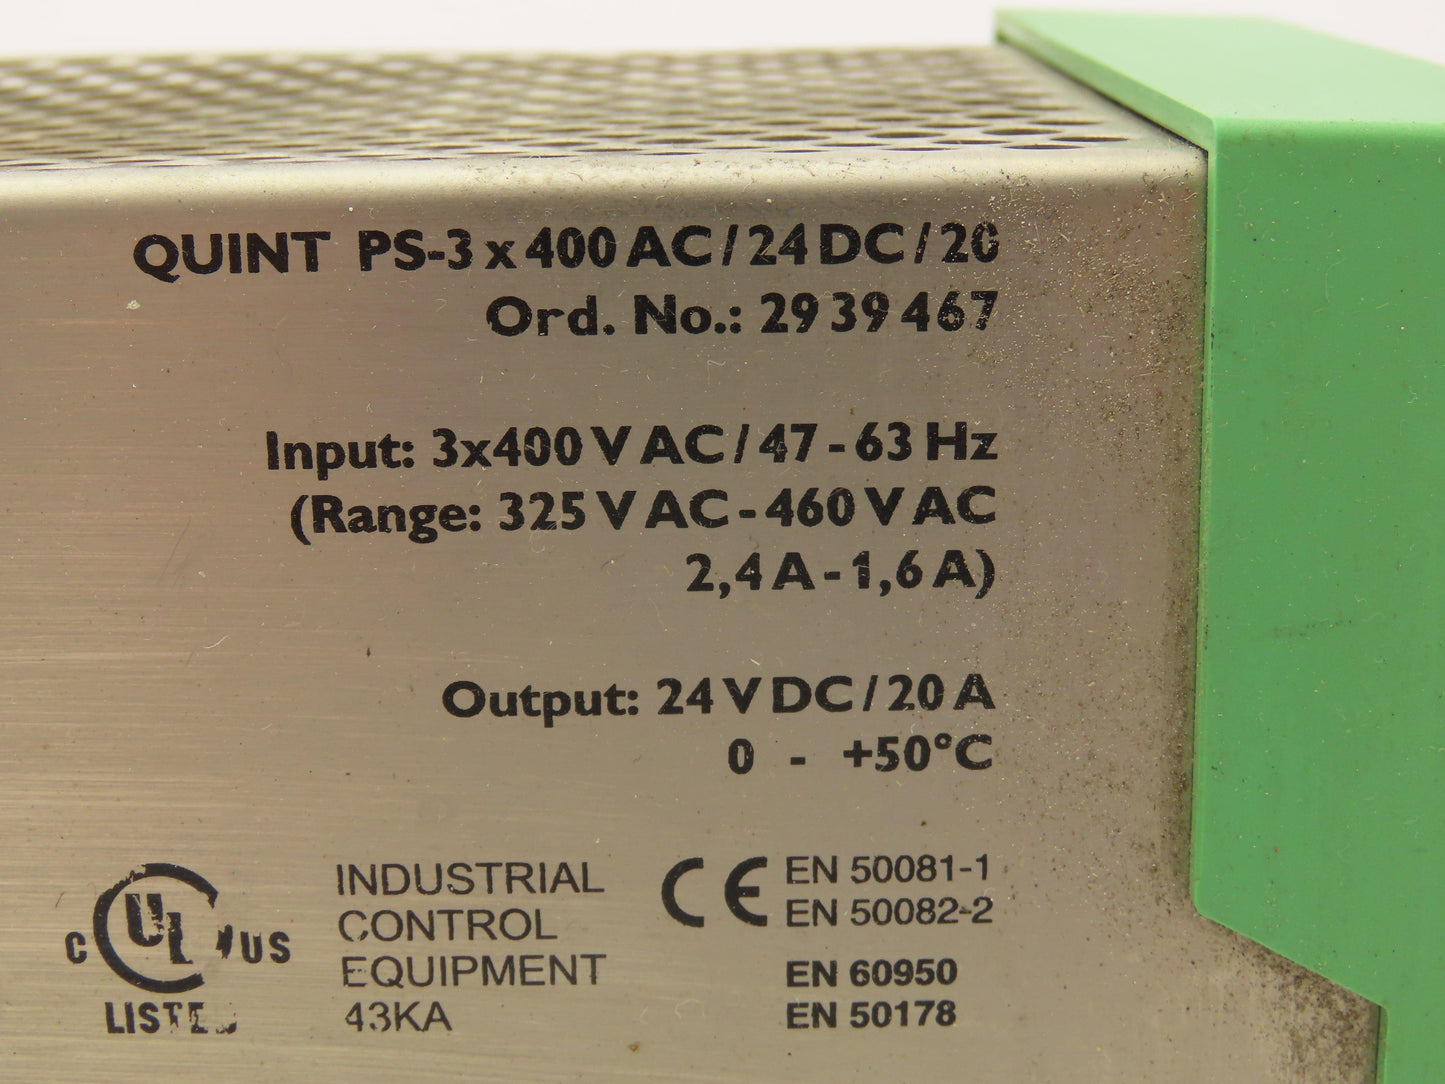 QUINT PS-3 x 400 AC / 24 DC / 20
Ord. No.: 29 39 467
Input: 3x400 V AC / 47 - 63 Hz
(Range: 325 V AC - 460 V AC
2,4 A - 1,6 A)
Output: 24 V DC / 20 A
0 - +50°C
C UL US
LISTED
INDUSTRIAL
CONTROL
EQUIPMENT
43KA
CE
EN 50081-1
EN 50082-2
EN 60950
EN 50178